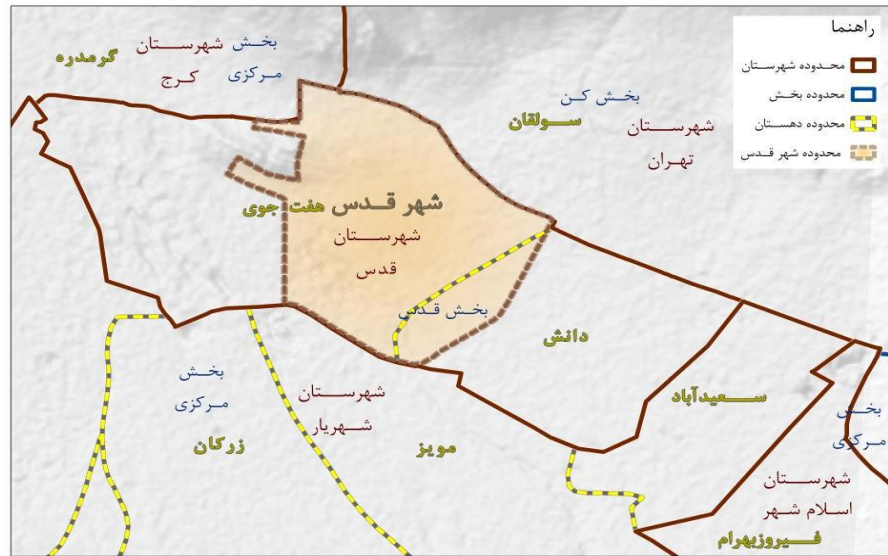 راهنما
محدوده شهرستان
محدوده بخش
محدوده دهستان
محدوده شهر قدس
گرمدره
شهرستان
کرج
بخش
مرکزی
بخش کن
سولقان
شهرستان
تهران
شهر قدس
هفت جوی
شهرستان
قدس
بخش قدس
دانش
سعیدآباد
بخش
مرکزی
زرکان
شهرستان
شهریار
مویز
بخش
مرکزی
شهرستان
اسلام شهر
فیروزبهرام